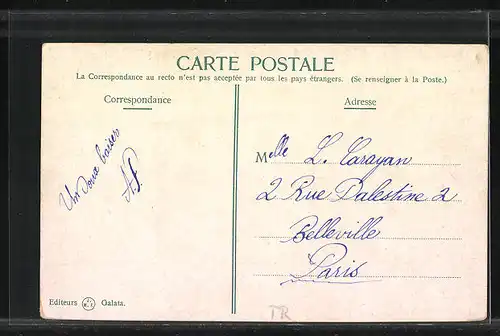 CARTE POSTALE
La Correspondance au recto n'est pas acceptée par tous les pays étrangers. (Se renseigner à la Poste.)
Correspondance
Un doux baiser
Adresse
Melle L. Carayan
2 Rue Palestine 2
Belleville
Paris
Editeurs Galata.
TR